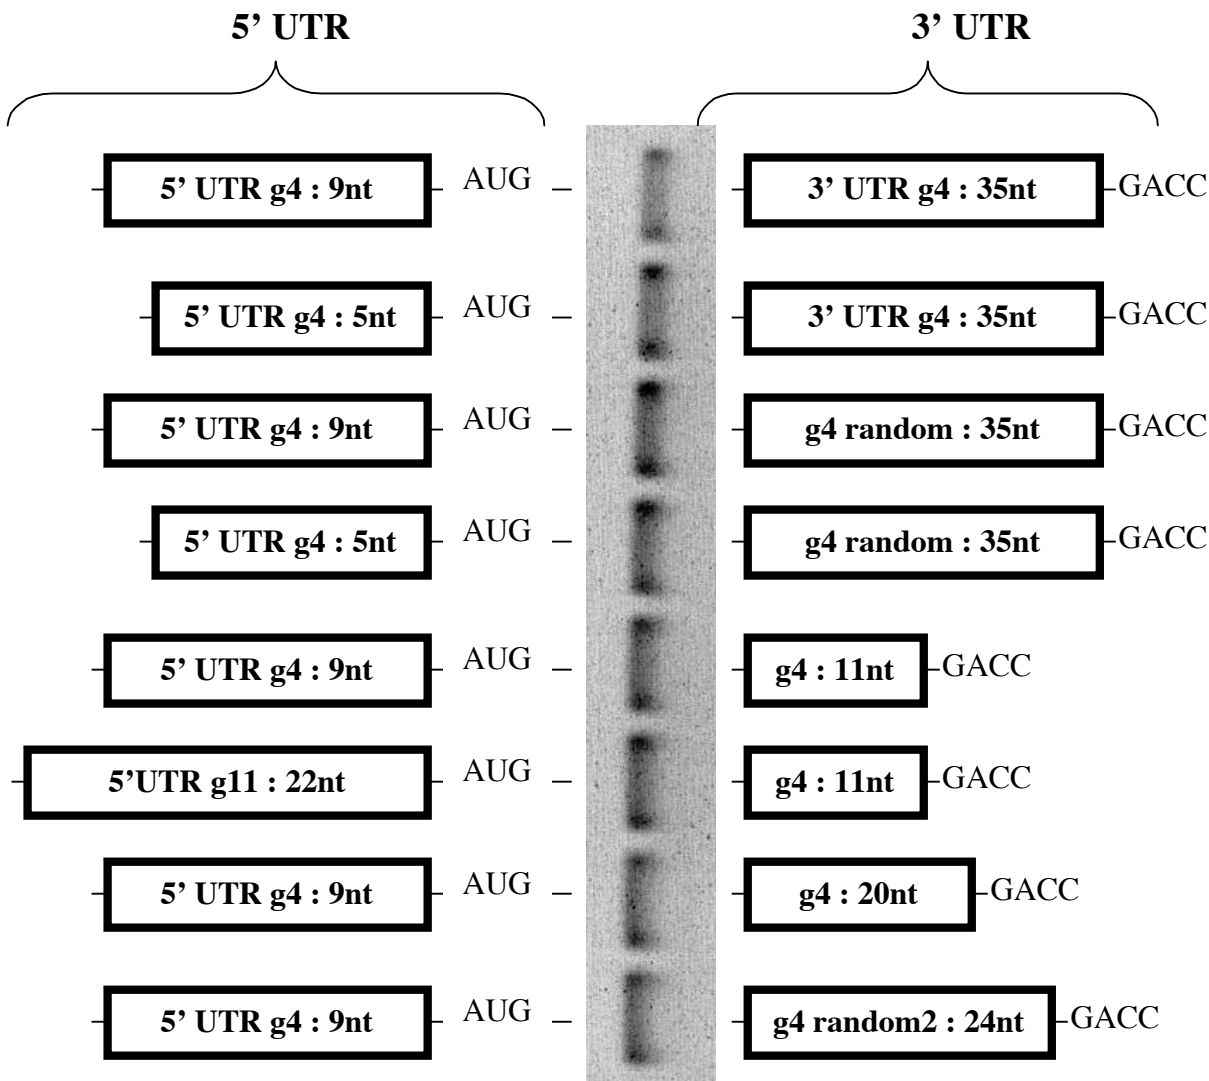 5’ UTR 3’ UTR
5’ UTR g4 : 9nt AUG 3’ UTR g4 : 35nt GACC
5’ UTR g4 : 5nt AUG 3’ UTR g4 : 35nt GACC
5’ UTR g4 : 9nt AUG g4 random : 35nt GACC
5’ UTR g4 : 5nt AUG g4 random : 35nt GACC
5’ UTR g4 : 9nt AUG g4 : 11nt GACC
5’UTR g11 : 22nt AUG g4 : 11nt GACC
5’ UTR g4 : 9nt AUG g4 : 20nt GACC
5’ UTR g4 : 9nt AUG g4 random2 : 24nt GACC